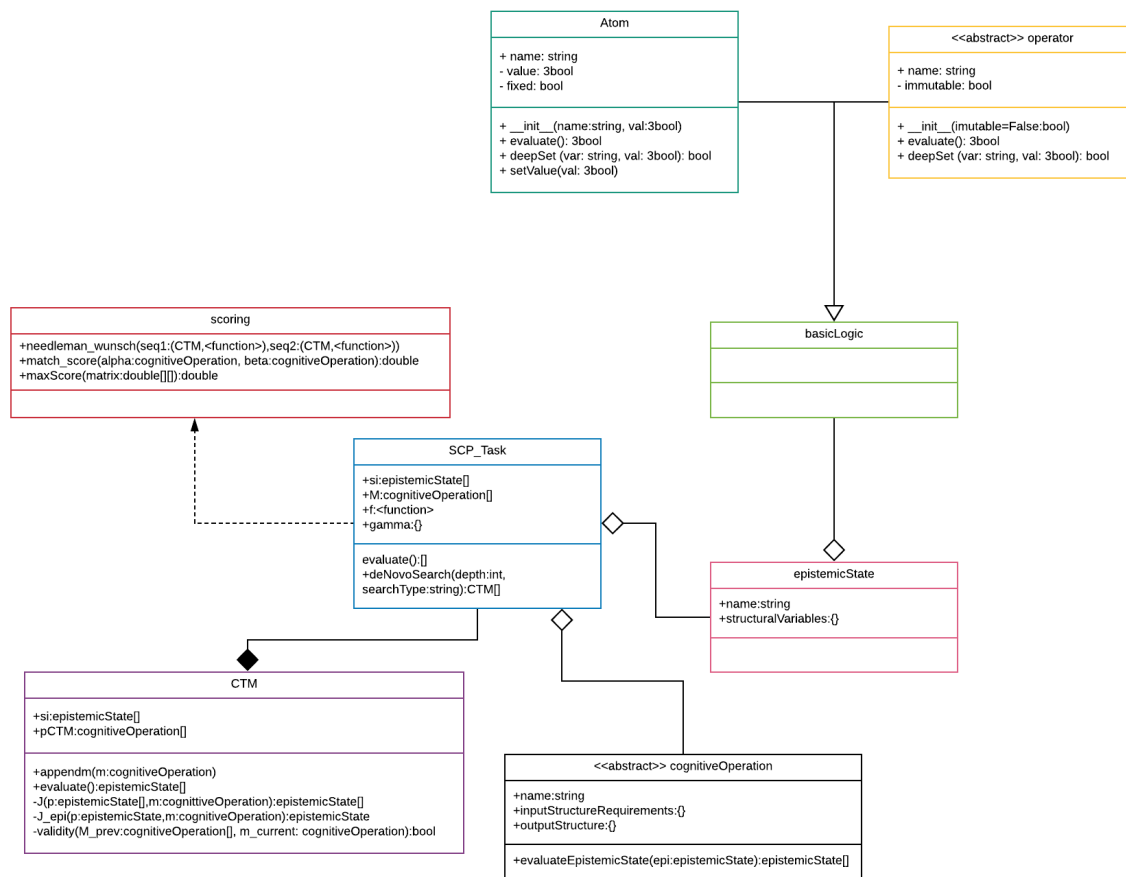 Atom
+ name: string
- value: 3bool
- fixed: bool
+ __init__(name:string, val:3bool)
+ evaluate(): 3bool
+ deepSet (var: string, val: 3bool): bool
+ setValue(val: 3bool)
<<abstract>> operator
+ name: string
- immutable: bool
+ __init__(imutable=False:bool)
+ evaluate(): 3bool
+ deepSet (var: string, val: 3bool): bool
scoring
+needleman_wunsch(seq1:(CTM,<function>),seq2:(CTM,<function>))
+match_score(alpha:cognitiveOperation, beta:cognitiveOperation):double
+maxScore(matrix:double[][]):double
basicLogic
SCP_Task
+si:epistemicState[]
+M:cognitiveOperation[]
+f:<function>
+gamma:{}
evaluate():[]
+deNovoSearch(depth:int,
searchType:string):CTM[]
epistemicState
+name:string
+structuralVariables:{}
CTM
+si:epistemicState[]
+pCTM:cognitiveOperation[]
+appendm(m:cognitiveOperation)
+evaluate():epistemicState[]
-J(p:epistemicState[],m:cognittiveOperation):epistemicState[]
-J_epi(p:epistemicState,m:cognitiveOperation):epistemicState
-validity(M_prev:cognitiveOperation[], m_current: cognitiveOperation):bool
<<abstract>> cognitiveOperation
+name:string
+inputStructureRequirements:{}
+outputStructure:{}
+evaluateEpistemicState(epi:epistemicState):epistemicState[]